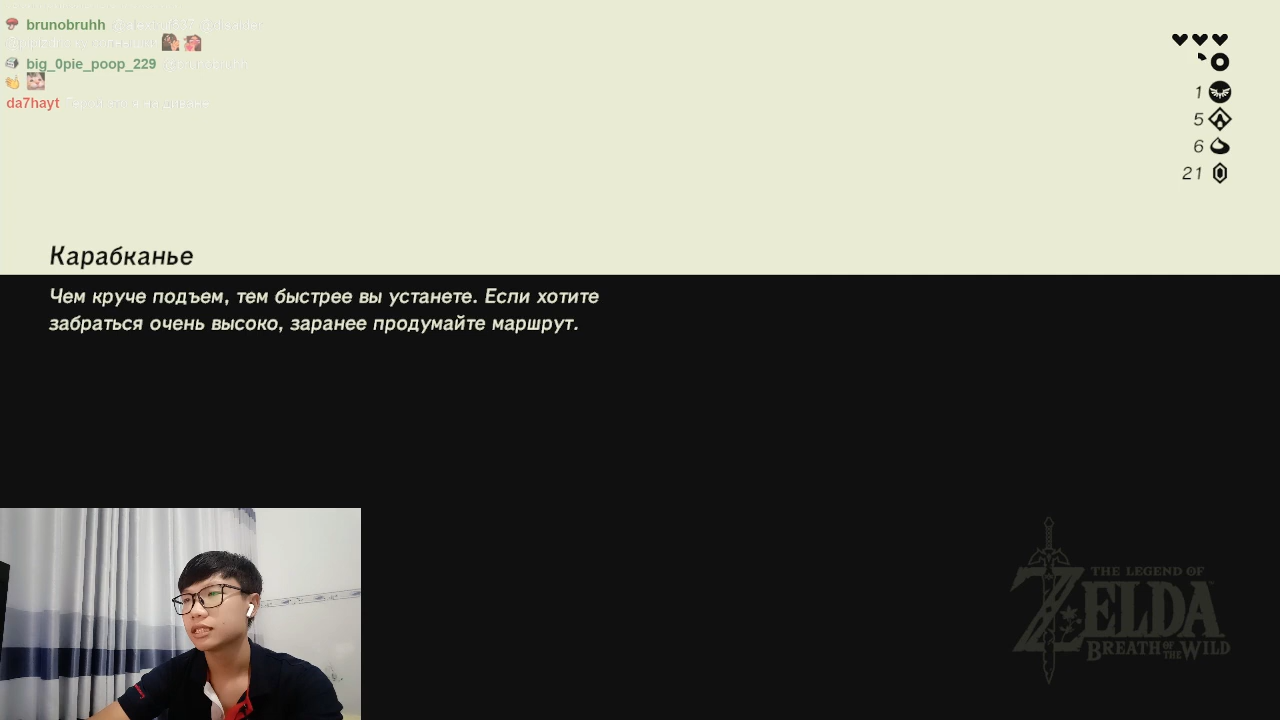 brunobruhh
big_0pie_poop_229
da7hayt
1
5
6
21
Карабканье
Чем круче подъем, тем быстрее вы устанете. Если хотите
забраться очень высоко, заранее продумайте маршрут.
THE LEGEND OF
ZELDA
BREATH OF THE WILD